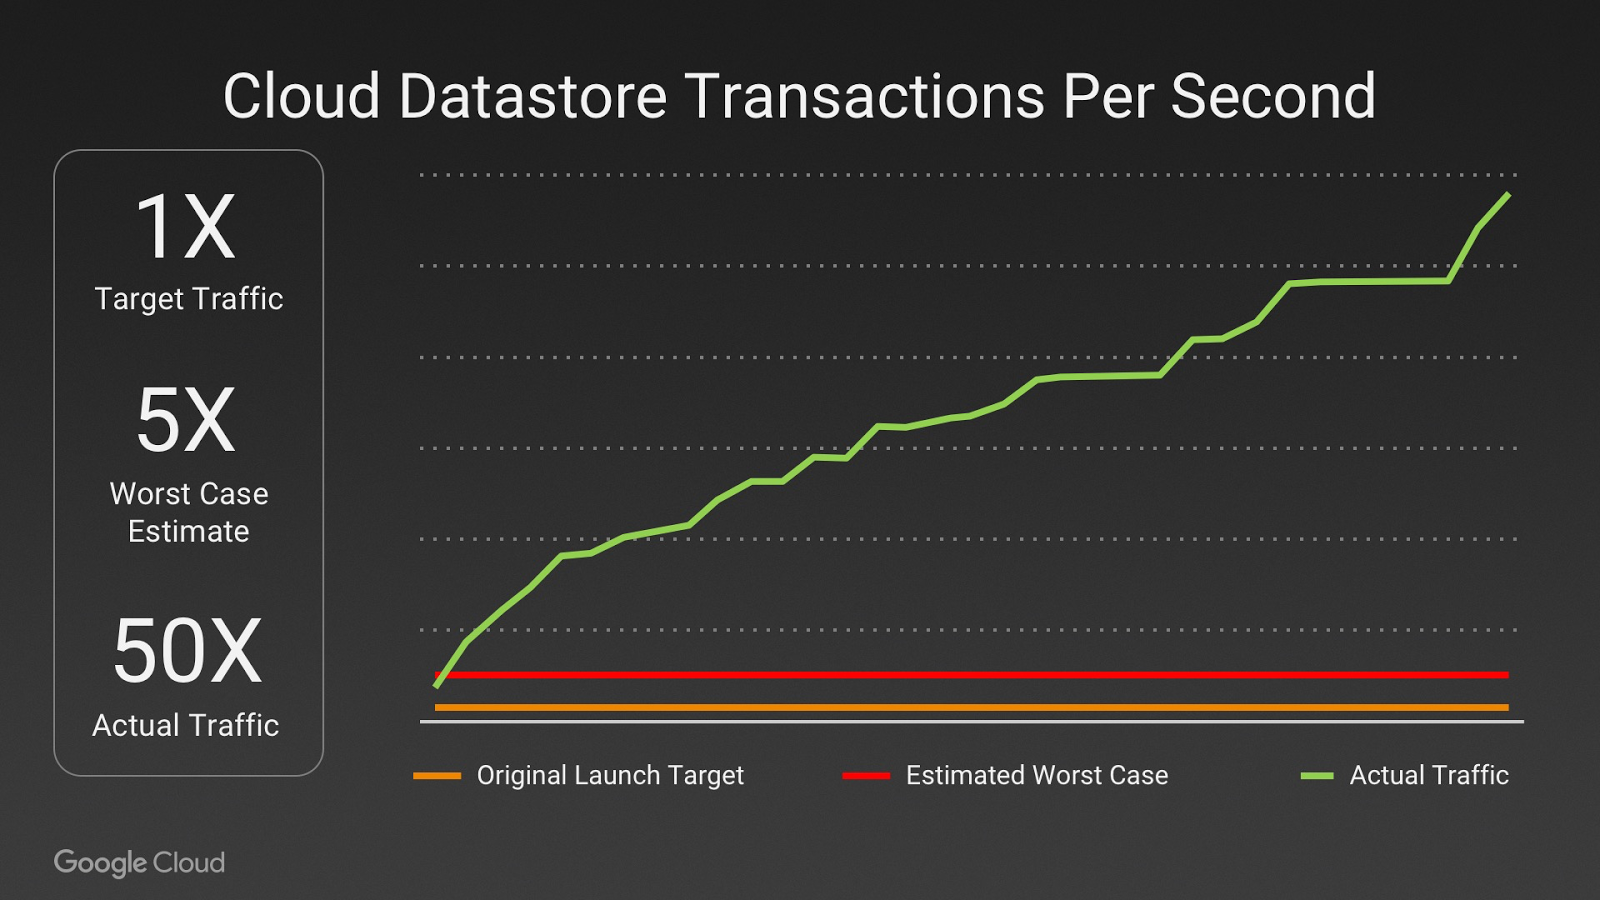 Cloud Datastore Transactions Per Second
1X
Target Traffic
5X
Worst Case
Estimate
50X
Actual Traffic
Original Launch Target
Estimated Worst Case
Actual Traffic
Google Cloud